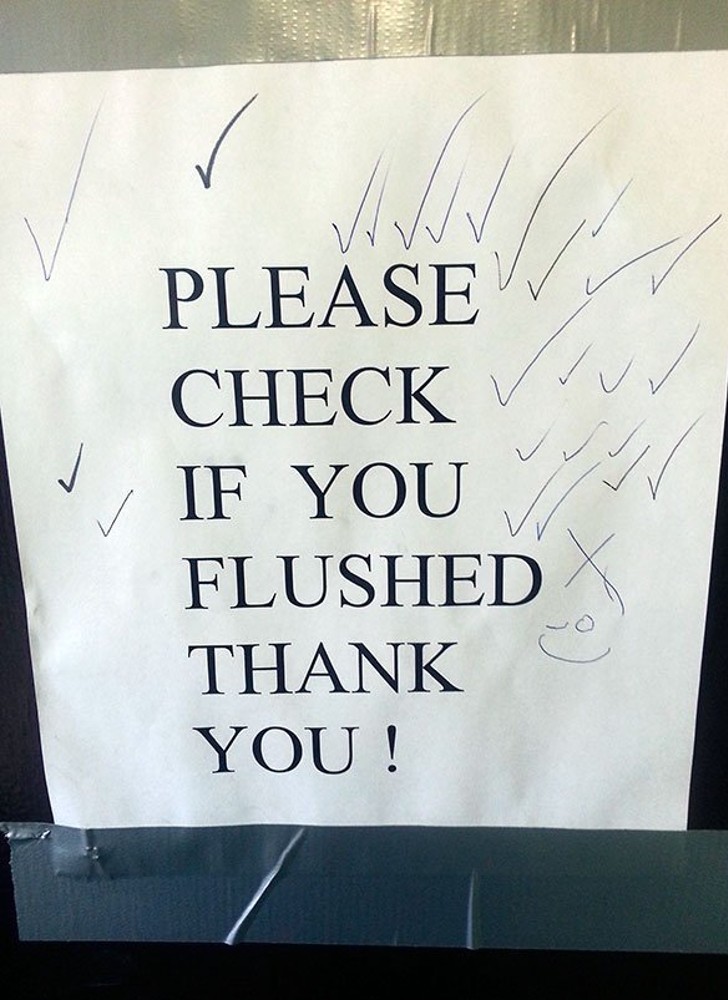 PLEASE
CHECK
IF YOU
FLUSHED
THANK
YOU !